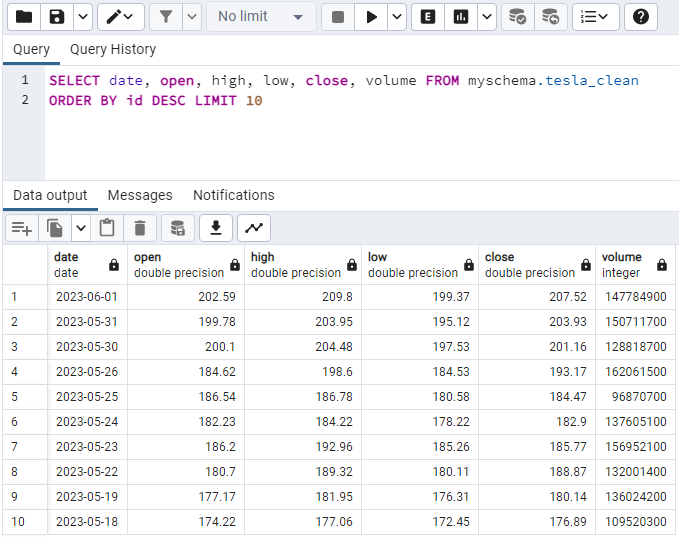 No limit
E
Query Query History
1 SELECT date, open, high, low, close, volume FROM myschema.tesla_clean
2 ORDER BY id DESC LIMIT 10
Data output Messages Notifications
date open high low close volume
date double precision double precision double precision double precision integer
1 2023-06-01 202.59 209.8 199.37 207.52 147784900
2 2023-05-31 199.78 203.95 195.12 203.93 150711700
3 2023-05-30 200.1 204.48 197.53 201.16 128818700
4 2023-05-26 184.62 198.6 184.53 193.17 162061500
5 2023-05-25 186.54 186.78 180.58 184.47 96870700
6 2023-05-24 182.23 184.22 178.22 182.9 137605100
7 2023-05-23 186.2 192.96 185.26 185.77 156952100
8 2023-05-22 180.7 189.32 180.11 188.87 132001400
9 2023-05-19 177.17 181.95 176.31 180.14 136024200
10 2023-05-18 174.22 177.06 172.45 176.89 109520300